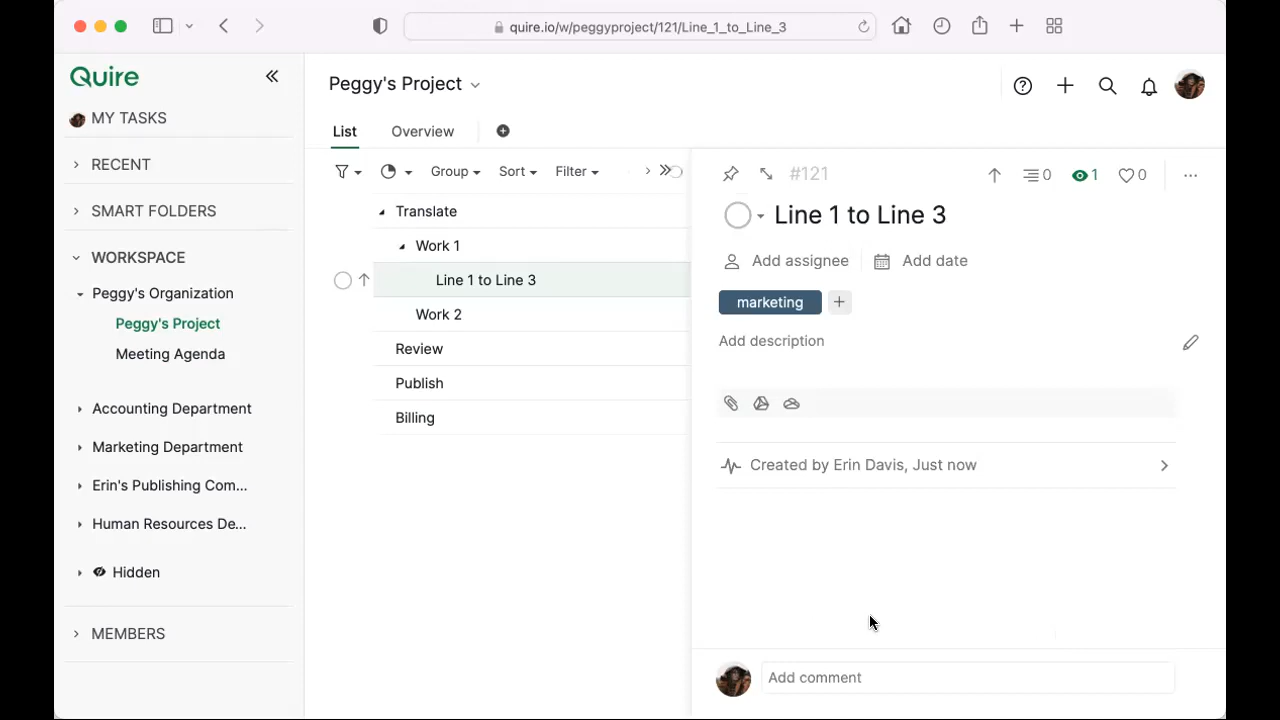 quire.io/w/peggyproject/121/Line_1_to_Line_3
Quire
MY TASKS
RECENT
SMART FOLDERS
WORKSPACE
Peggy's Organization
Peggy's Project
Meeting Agenda
Accounting Department
Marketing Department
Erin's Publishing Com...
Human Resources De...
Hidden
MEMBERS
Peggy's Project
List
Overview
Group
Sort
Filter
Translate
Work 1
Line 1 to Line 3
Work 2
Review
Publish
Billing
#121
0
1
0
Line 1 to Line 3
Add assignee
Add date
marketing
Add description
Created by Erin Davis, Just now
Add comment